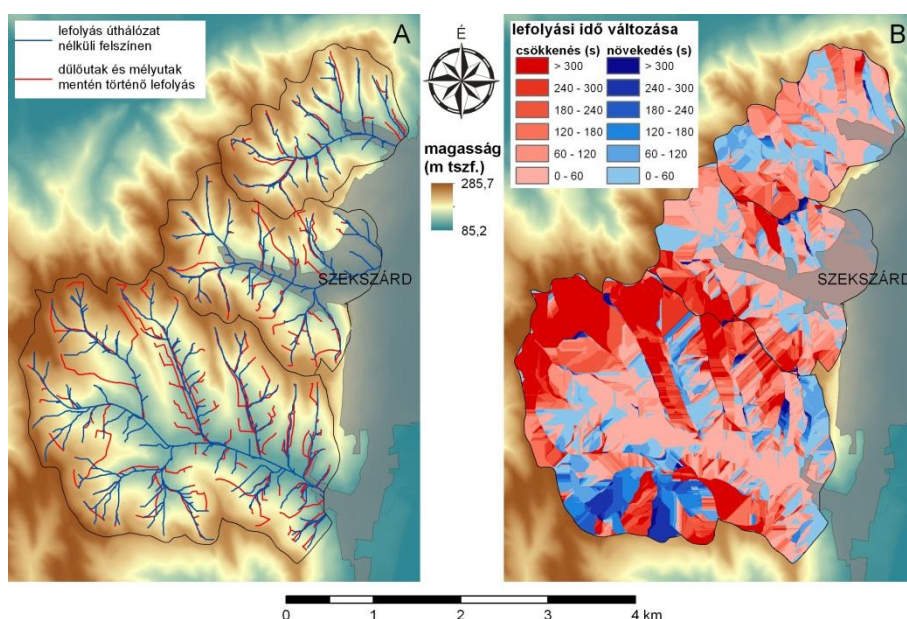 lefolyás úthálózat
nélküli felszínen
dűlőutak és mélyutak
mentén történő lefolyás
A
É
magasság
(m tszf.)
285,7
85,2
SZEKSZÁRD
lefolyási idő változása
csökkenés (s) növekedés (s)
> 300 > 300
240 - 300 240 - 300
180 - 240 180 - 240
120 - 180 120 - 180
60 - 120 60 - 120
0 - 60 0 - 60
B
SZEKSZÁRD
0 1 2 3 4 km